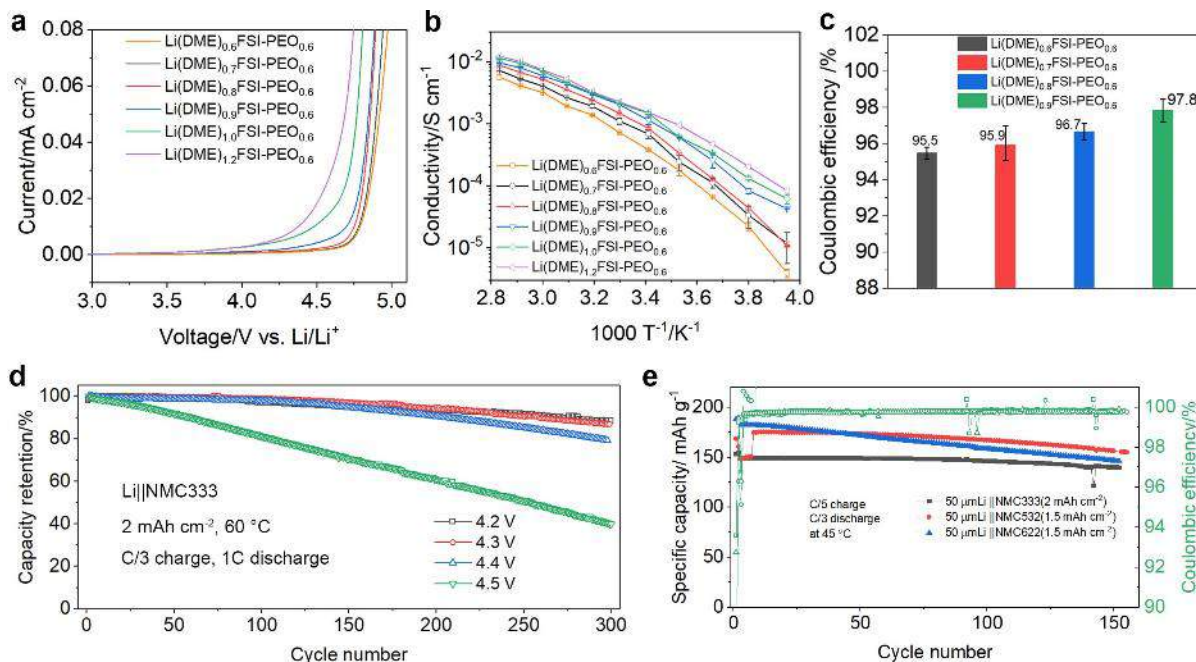 a
0.08
0.06
0.04
0.02
0.00
Current/mA cm⁻²
Li(DME)₀.₆FSI-PEO₀.₆
Li(DME)₀.₇FSI-PEO₀.₆
Li(DME)₀.₈FSI-PEO₀.₆
Li(DME)₀.₉FSI-PEO₀.₆
Li(DME)₁.₀FSI-PEO₀.₆
Li(DME)₁.₂FSI-PEO₀.₆
3.0 4.0 4.5 5.0
Voltage/V vs. Li/Li⁺
b
10⁻²
10⁻³
10⁻⁴
10⁻⁵
Conductivity/S cm⁻¹
Li(DME)₀.₆FSI-PEO₀.₆
Li(DME)₀.₇FSI-PEO₀.₆
Li(DME)₀.₈FSI-PEO₀.₆
Li(DME)₀.₉FSI-PEO₀.₆
Li(DME)₁.₀FSI-PEO₀.₆
Li(DME)₁.₂FSI-PEO₀.₆
2.8 3.0 3.2 3.4 3.6 3.8 4.0
1000 T⁻¹/K⁻¹
c
102
100
98
96
94
92
90
88
Coulombic efficiency /%
Li(DME)₀.₆FSI-PEO₀.₆
Li(DME)₀.₇FSI-PEO₀.₆
Li(DME)₀.₈FSI-PEO₀.₆
Li(DME)₀.₉FSI-PEO₀.₆
95.5 95.9 96.7 97.8
d
100
80
60
40
20
0
Capacity retention/%
Li||NMC333
2 mAh cm⁻², 60 °C
C/3 charge, 1C discharge
4.2 V
4.3 V
4.4 V
4.5 V
0 50 100 150 200 250 300
Cycle number
e
200
150
100
50
0
Specific capacity/ mAh g⁻¹
C/5 charge
C/3 discharge
at 45 °C
50 μmLi ||NMC333(2 mAh cm⁻²)
50 μmLi ||NMC532(1.5 mAh cm⁻²)
50 μmLi ||NMC622(1.5 mAh cm⁻²)
100
98
96
94
92
90
Coulombic efficiency/%
0 50 100 150
Cycle number